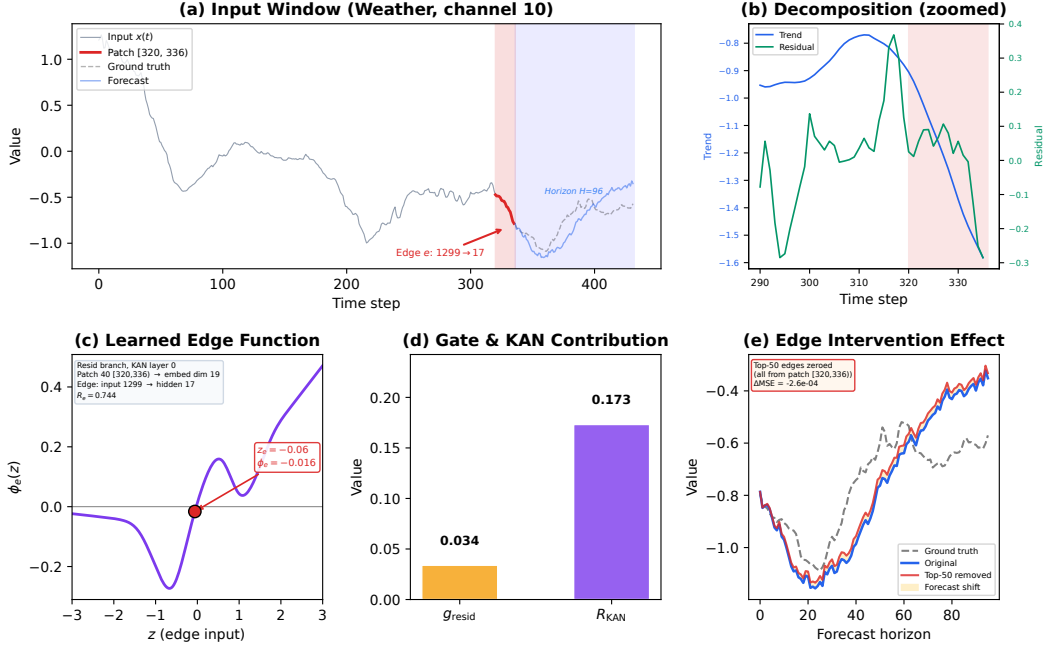 (a) Input Window (Weather, channel 10)
Input x(t)
Patch [320, 336)
Ground truth
Forecast
Horizon H=96
Edge e: 1299→17
Value
1.0
0.5
0.0
−0.5
−1.0
0
100
200
300
400
Time step
(b) Decomposition (zoomed)
Trend
Residual
Trend
−0.8
−0.9
−1.0
−1.1
−1.2
−1.3
−1.4
−1.5
−1.6
0.4
0.3
0.2
0.1
0.0
−0.1
−0.2
−0.3
Residual
290
300
310
320
330
Time step
(c) Learned Edge Function
Resid branch, KAN layer 0
Patch 40 [320,336) → embed dim 19
Edge: input 1299 → hidden 17
Rₑ = 0.744
zₑ = −0.06
ϕₑ = −0.016
ϕₑ(z)
0.4
0.2
0.0
−0.2
−3
−2
−1
0
1
2
3
z (edge input)
(d) Gate & KAN Contribution
Value
0.20
0.15
0.10
0.05
0.00
0.034
0.173
g_resid
R_KAN
(e) Edge Intervention Effect
Top-50 edges zeroed
(all from patch [320,336))
ΔMSE = -2.6e-04
Value
−0.4
−0.6
−0.8
−1.0
Ground truth
Original
Top-50 removed
Forecast shift
0
20
40
60
80
Forecast horizon